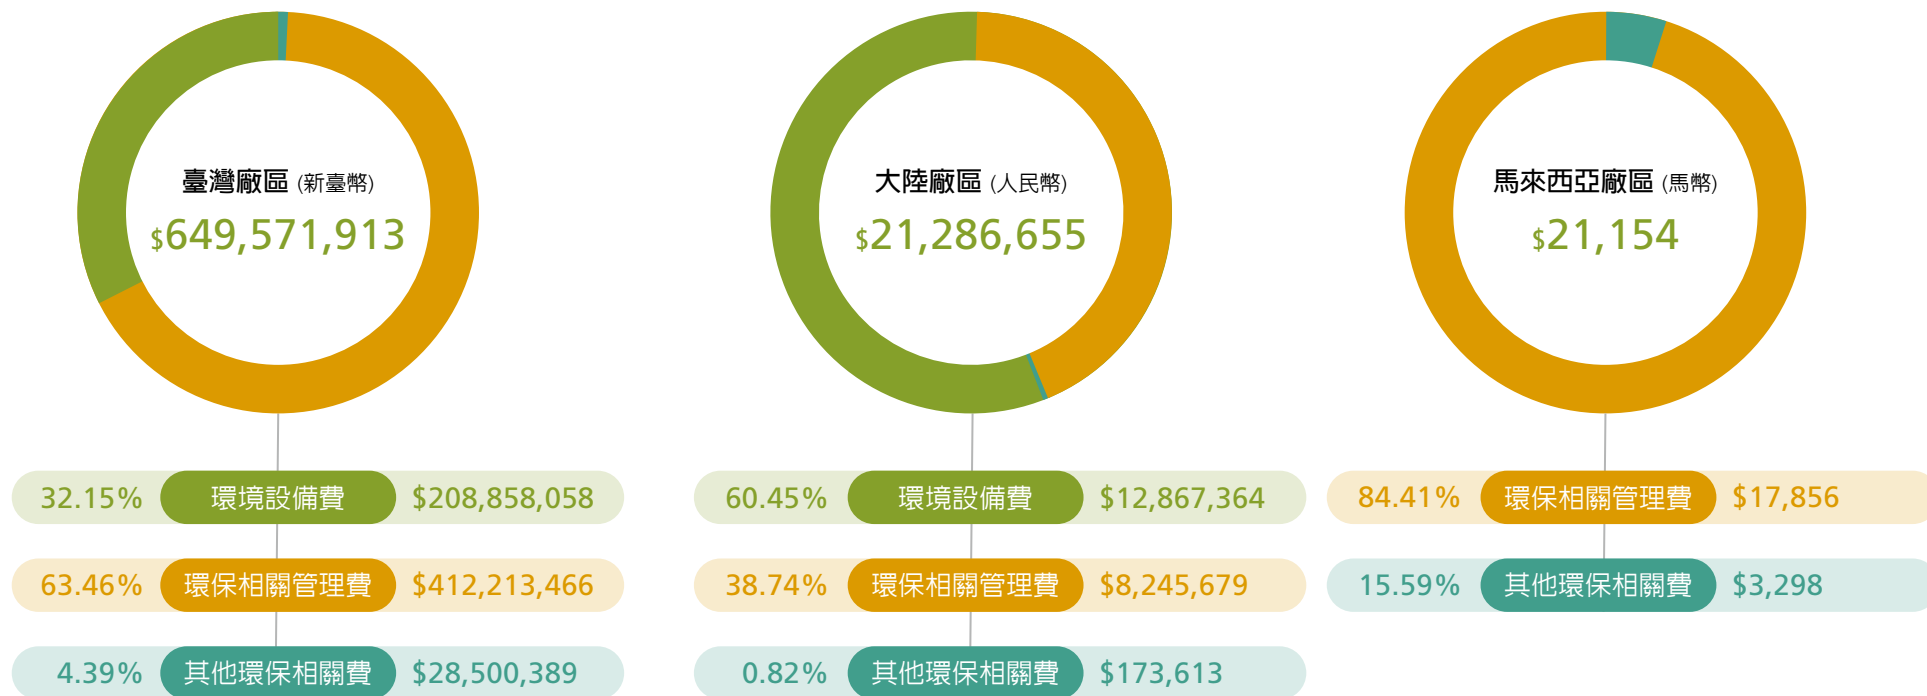 臺灣廠區 (新臺幣)
$649,571,913
32.15% 環境設備費 $208,858,058
63.46% 環保相關管理費 $412,213,466
4.39% 其他環保相關費 $28,500,389
大陸廠區 (人民幣)
$21,286,655
60.45% 環境設備費 $12,867,364
38.74% 環保相關管理費 $8,245,679
0.82% 其他環保相關費 $173,613
馬來西亞廠區 (馬幣)
$21,154
84.41% 環保相關管理費 $17,856
15.59% 其他環保相關費 $3,298